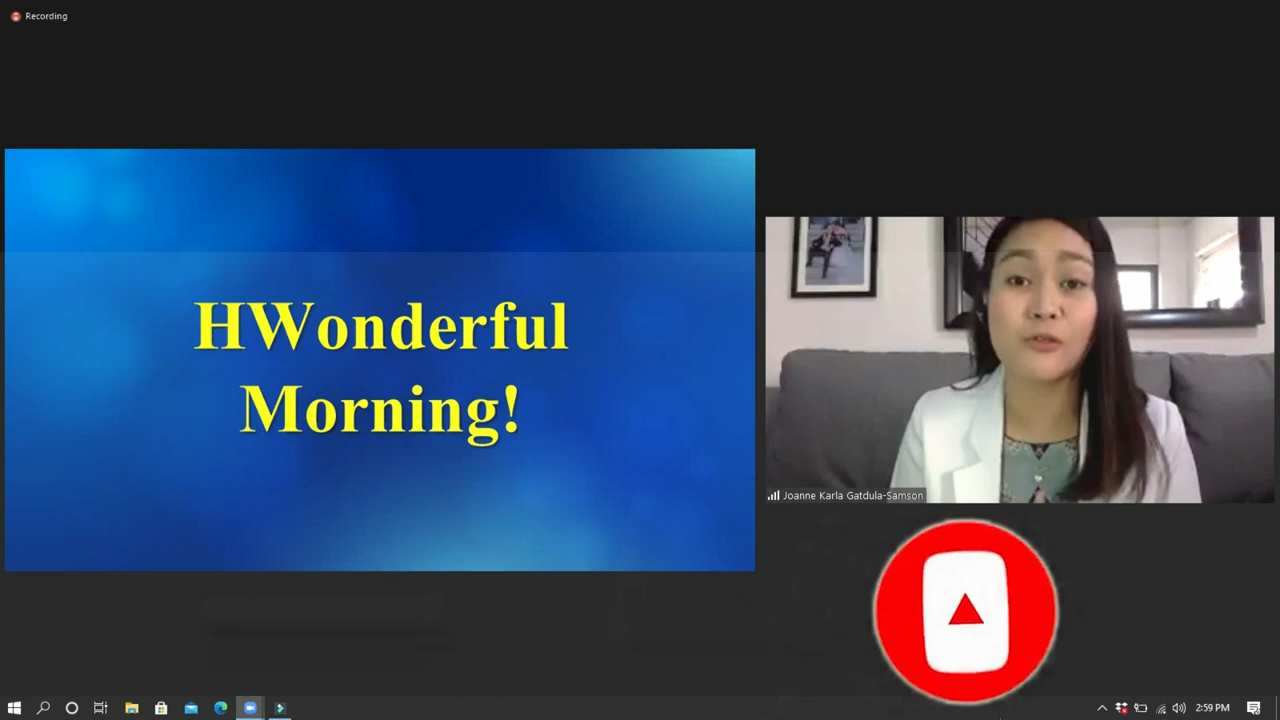 Recording
HWonderful
Morning!
Joanne Karla Gatdula-Samson
2:59 PM